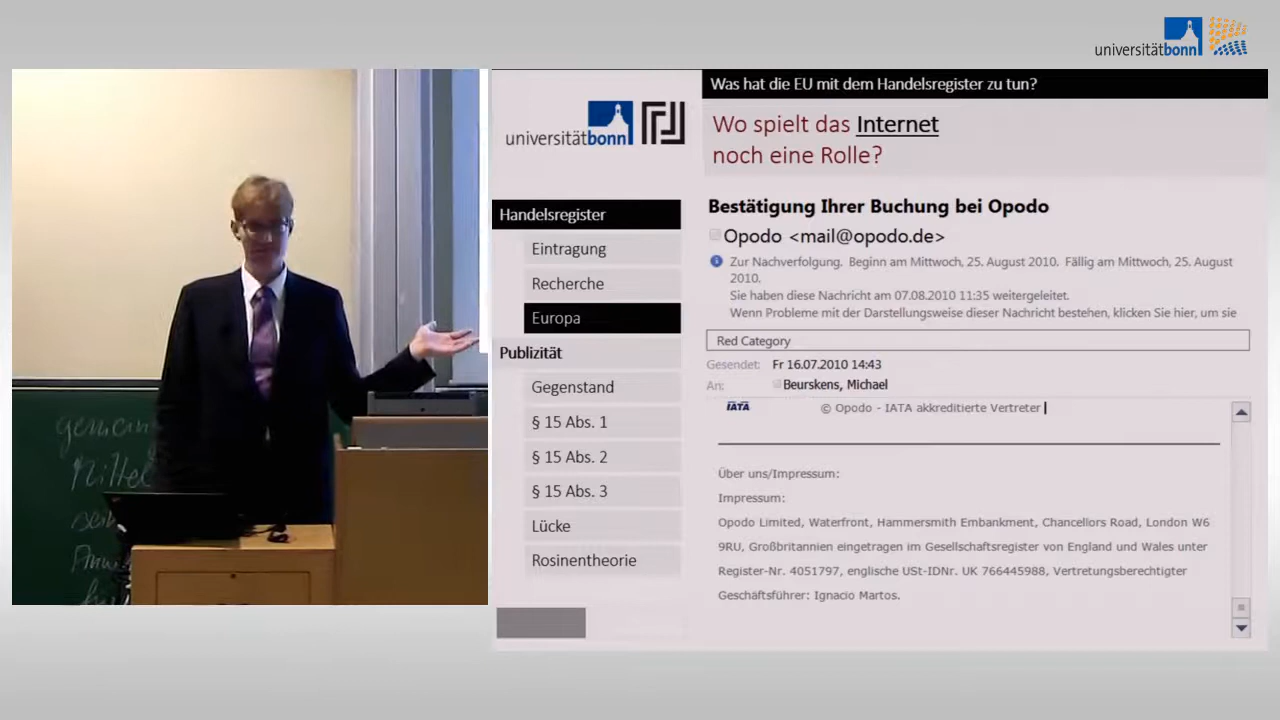 universitätbonn
Was hat die EU mit dem Handelsregister zu tun?
universitätbonn
Wo spielt das Internet
noch eine Rolle?
Handelsregister
Eintragung
Recherche
Europa
Publizität
Gegenstand
§ 15 Abs. 1
§ 15 Abs. 2
§ 15 Abs. 3
Lücke
Rosinentheorie
Bestätigung Ihrer Buchung bei Opodo
Opodo <mail@opodo.de>
Zur Nachverfolgung. Beginn am Mittwoch, 25. August 2010. Fällig am Mittwoch, 25. August
2010.
Sie haben diese Nachricht am 07.08.2010 11:35 weitergeleitet.
Wenn Probleme mit der Darstellungsweise dieser Nachricht bestehen, klicken Sie hier, um sie
Red Category
Gesendet: Fr 16.07.2010 14:43
An: Beurskens, Michael
IATA © Opodo - IATA akkreditierte Vertreter |
Über uns/Impressum:
Impressum:
Opodo Limited, Waterfront, Hammersmith Embankment, Chancellors Road, London W6
9RU, Großbritannien eingetragen im Gesellschaftsregister von England und Wales unter
Register-Nr. 4051797, englische USt-IDNr. UK 766445988, Vertretungsberechtigter
Geschäftsführer: Ignacio Martos.
Mittel